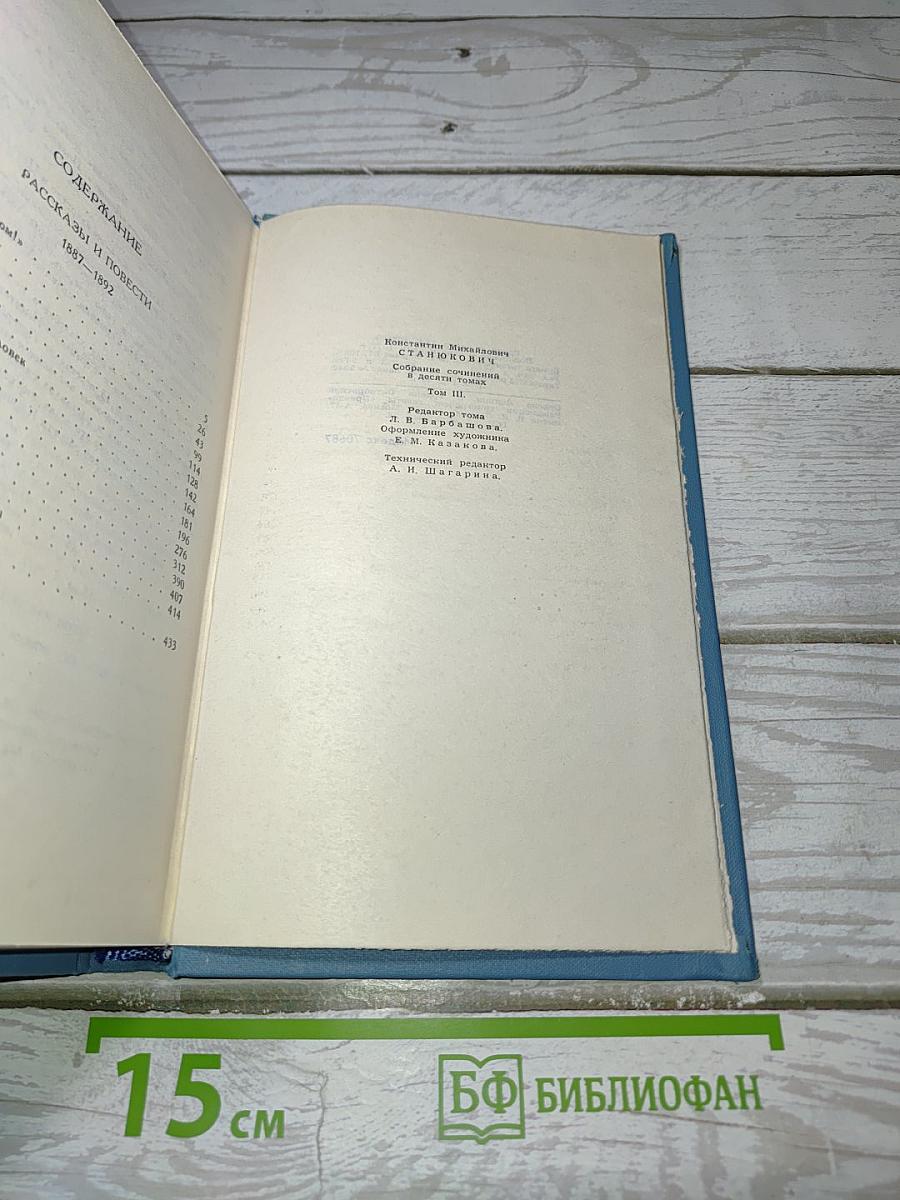 СОДЕРЖАНИЕ
РАССКАЗЫ И ПОВЕСТИ
1887—1892
ом!»
овек
5
26
43
99
114
128
142
164
181
196
276
312
390
407
414
433
Константин Михайлович
СТАНЮКОВИЧ
Собрание сочинений
в десяти томах
Том III.
Редактор тома
Л. В. Барбашова.
Оформление художника
Е. М. Казакова.
Технический редактор
А. И. Шагарина.
15 см
БФ БИБЛИОФАН